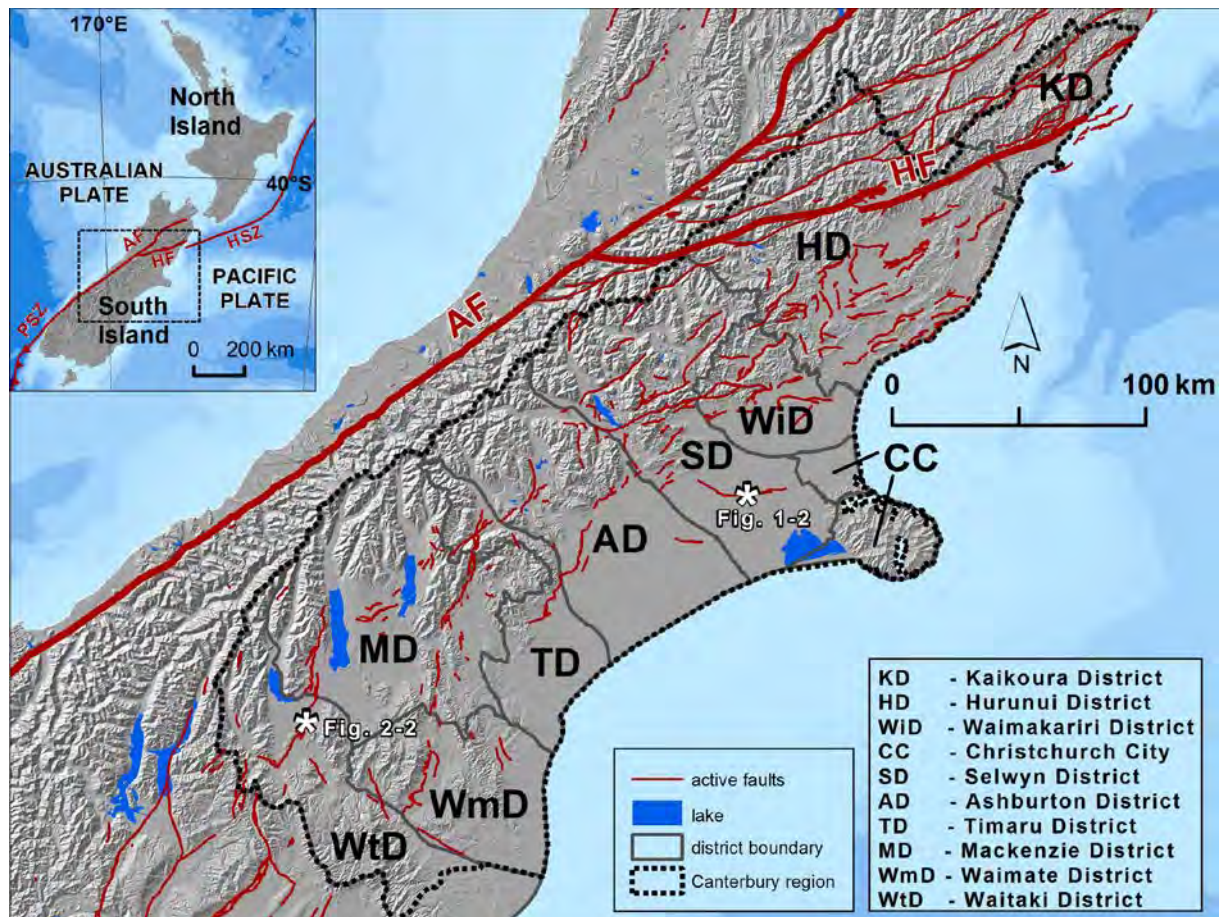 170°E
North
Island
AUSTRALIAN
PLATE
40°S
AF
HSZ
HF
PACIFIC
PLATE
PSZ
South
Island
0 200 km
KD
HF
HD
AF
N
0 100 km
WiD
SD
CC
Fig. 1-2
AD
MD
TD
Fig. 2-2
WmD
WtD
active faults
lake
district boundary
Canterbury region
KD - Kaikoura District
HD - Hurunui District
WiD - Waimakariri District
CC - Christchurch City
SD - Selwyn District
AD - Ashburton District
TD - Timaru District
MD - Mackenzie District
WmD - Waimate District
WtD - Waitaki District